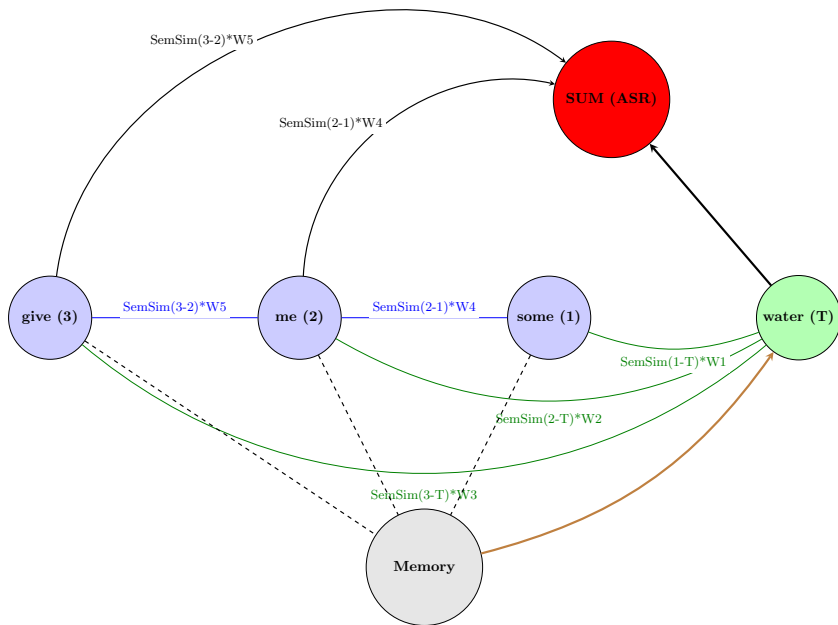 SemSim(3-2)*W5
SUM (ASR)
SemSim(2-1)*W4
SemSim(3-2)*W5
SemSim(2-1)*W4
give (3)
me (2)
some (1)
water (T)
SemSim(1-T)*W1
SemSim(2-T)*W2
SemSim(3-T)*W3
Memory